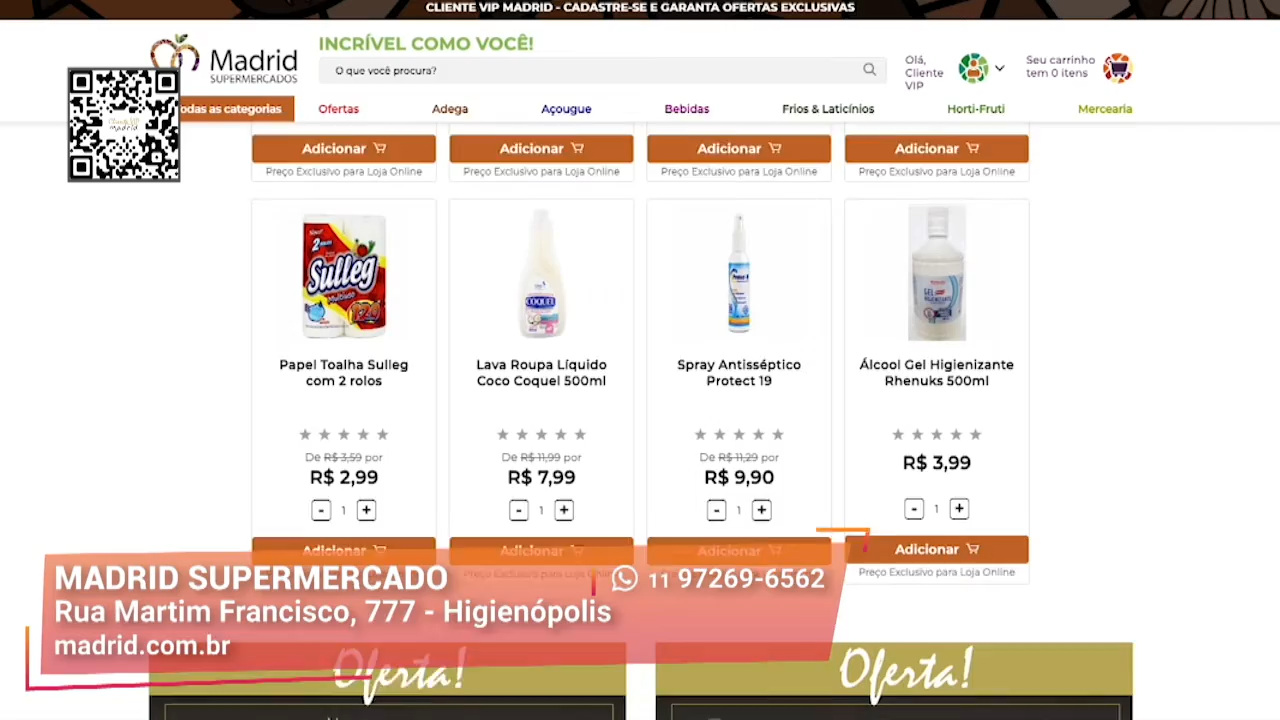 CLIENTE VIP MADRID - CADASTRE-SE E GARANTA OFERTAS EXCLUSIVAS
Madrid
SUPERMERCADOS
INCRÍVEL COMO VOCÊ!
O que você procura?
Olá,
Cliente
VIP
Seu carrinho
tem 0 itens
odas as categorias
Ofertas
Adega
Açougue
Bebidas
Frios & Laticínios
Horti-Fruti
Mercearia
Adicionar
Adicionar
Adicionar
Adicionar
Preço Exclusivo para Loja Online
Preço Exclusivo para Loja Online
Preço Exclusivo para Loja Online
Preço Exclusivo para Loja Online
2
Sulleg
COQUEL
GEL
Papel Toalha Sulleg
com 2 rolos
Lava Roupa Líquido
Coco Coquel 500ml
Spray Antisséptico
Protect 19
Álcool Gel Higienizante
Rhenuks 500ml
De R$ 3,59 por
R$ 2,99
De R$ 11,99 por
R$ 7,99
De R$ 11,29 por
R$ 9,90
R$ 3,99
- 1 +
- 1 +
- 1 +
- 1 +
Adicionar
Adicionar
Adicionar
Adicionar
Preço Exclusivo para Loja Online
MADRID SUPERMERCADO
11 97269-6562
Rua Martim Francisco, 777 - Higienópolis
madrid.com.br
Oferta!
Oferta!